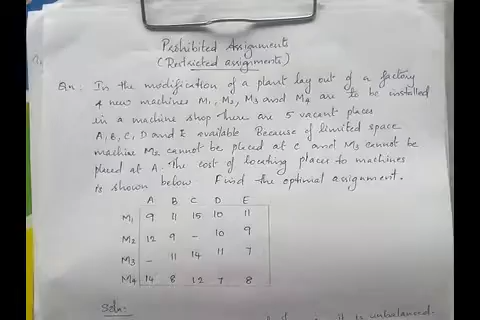 Prohibited Assignments
(Restricted assignments)
Qn: In the modification of a plant lay out of a factory
4 new machines M1, M2, M3 and M4 are to be installed
in a machine shop there are 5 vacant places
A, B, C, D and E available Because of limited space
machine M2 cannot be placed at C and M3 cannot be
placed at A. The cost of locating places to machines
is shown below Find the optimal assignment.
A B C D E
M1 9 11 15 10 11
M2 12 9 - 10 9
M3 - 11 14 11 7
M4 14 8 12 7 8
Soln:
is unbalanced.